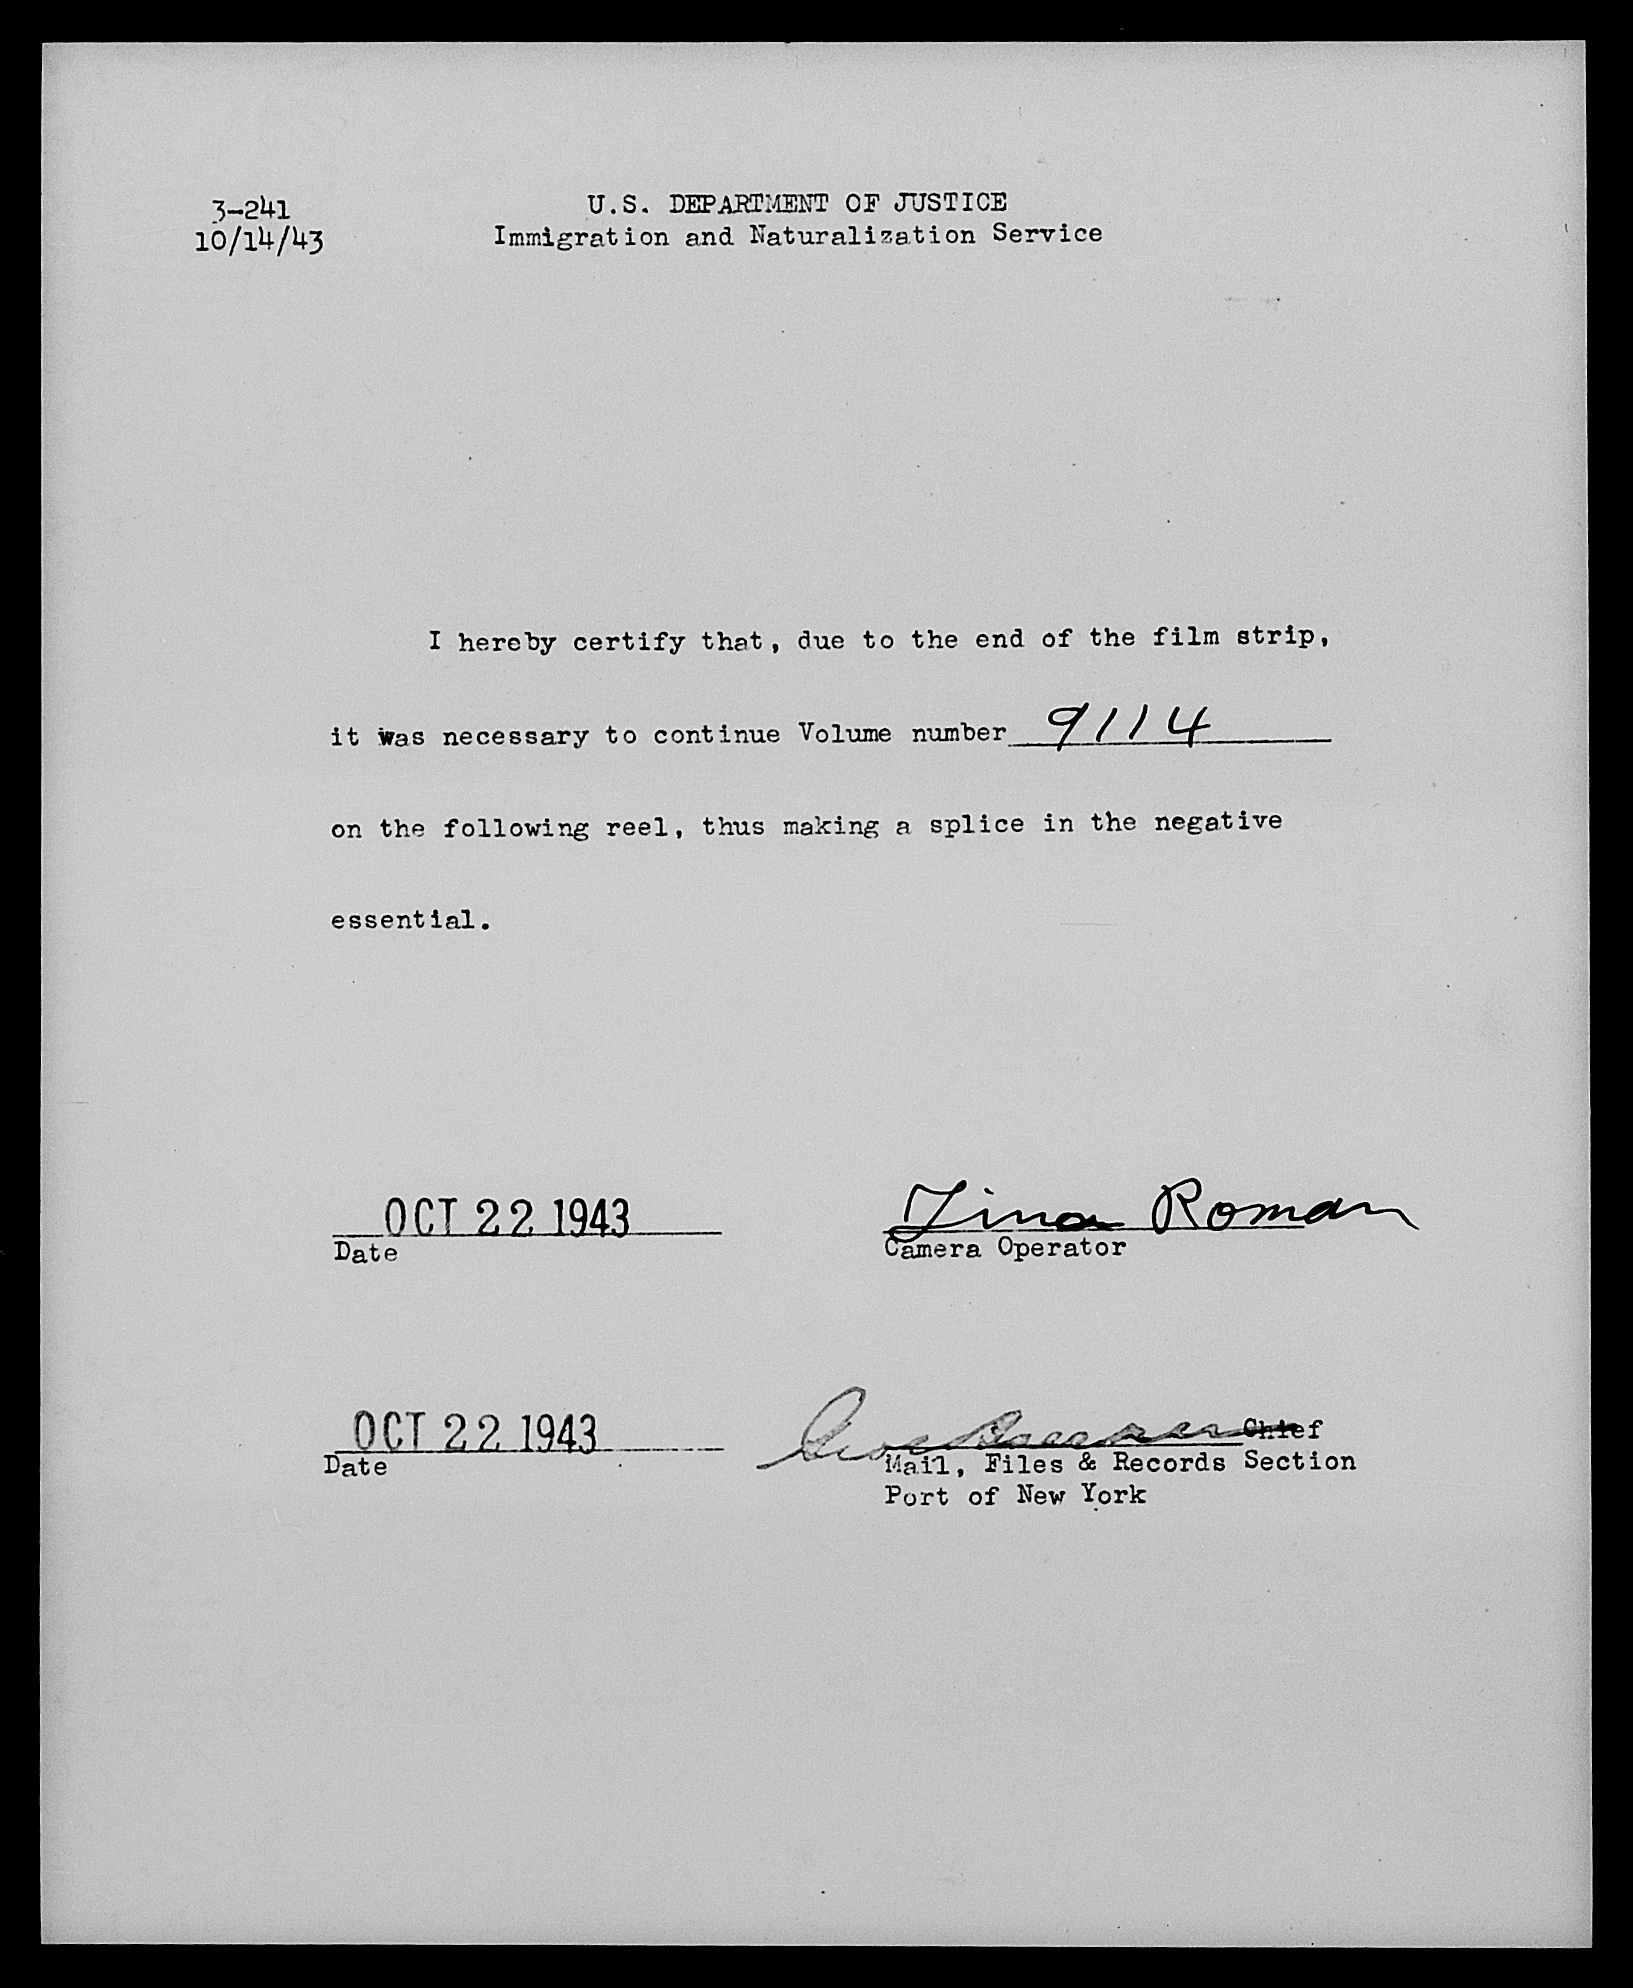 3-241
10/14/43
U.S. DEPARTMENT OF JUSTICE
Immigration and Naturalization Service
I hereby certify that, due to the end of the film strip,
it was necessary to continue Volume number 9114
on the following reel, thus making a splice in the negative
essential.
OCT 22 1943
Date
Tina Roman
Camera Operator
OCT 22 1943
Date
Chief
Mail, Files & Records Section
Port of New York